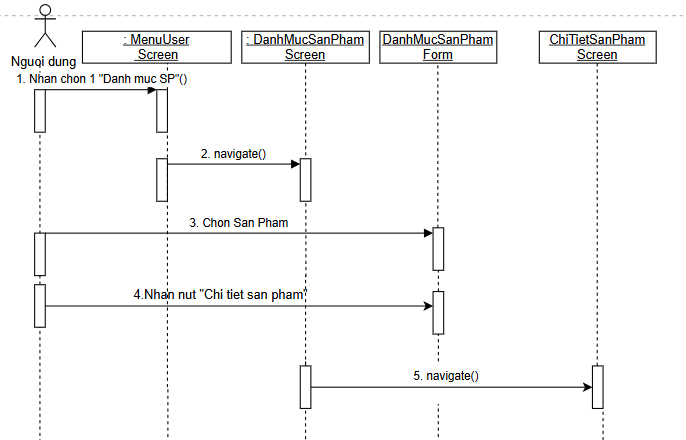 Nguoi dung
: MenuUser
Screen
: DanhMucSanPham
Screen
DanhMucSanPham
Form
ChiTietSanPham
Screen
1. Nhan chon 1 "Danh muc SP"()
2. navigate()
3. Chon San Pham
4.Nhan nut "Chi tiet san pham"
5. navigate()